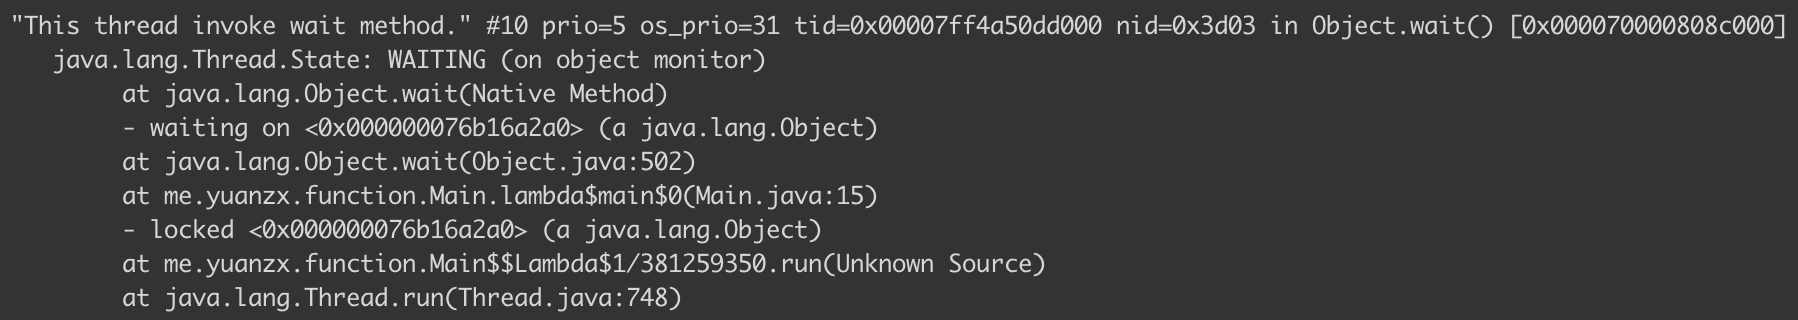 "This thread invoke wait method." #10 prio=5 os_prio=31 tid=0x00007ff4a50dd000 nid=0x3d03 in Object.wait() [0x000070000808c000]
java.lang.Thread.State: WAITING (on object monitor)
at java.lang.Object.wait(Native Method)
- waiting on <0x000000076b16a2a0> (a java.lang.Object)
at java.lang.Object.wait(Object.java:502)
at me.yuanzx.function.Main.lambda$main$0(Main.java:15)
- locked <0x000000076b16a2a0> (a java.lang.Object)
at me.yuanzx.function.Main$$Lambda$1/381259350.run(Unknown Source)
at java.lang.Thread.run(Thread.java:748)